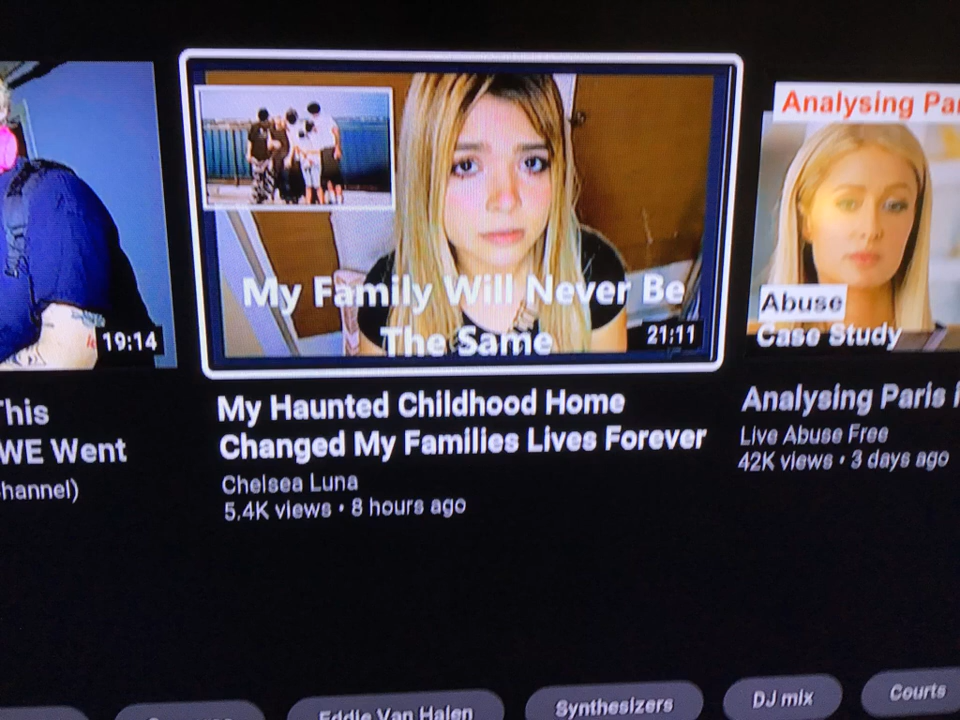 19:14
This
WE Went
hannel)
My Family Will Never Be
The Same
21:11
My Haunted Childhood Home
Changed My Families Lives Forever
Chelsea Luna
5.4K views • 8 hours ago
Analysing Par
Abuse
Case Study
Analysing Paris
Live Abuse Free
42K views • 3 days ago
Eddie Van Halen
Synthesizers
DJ mix
Courts